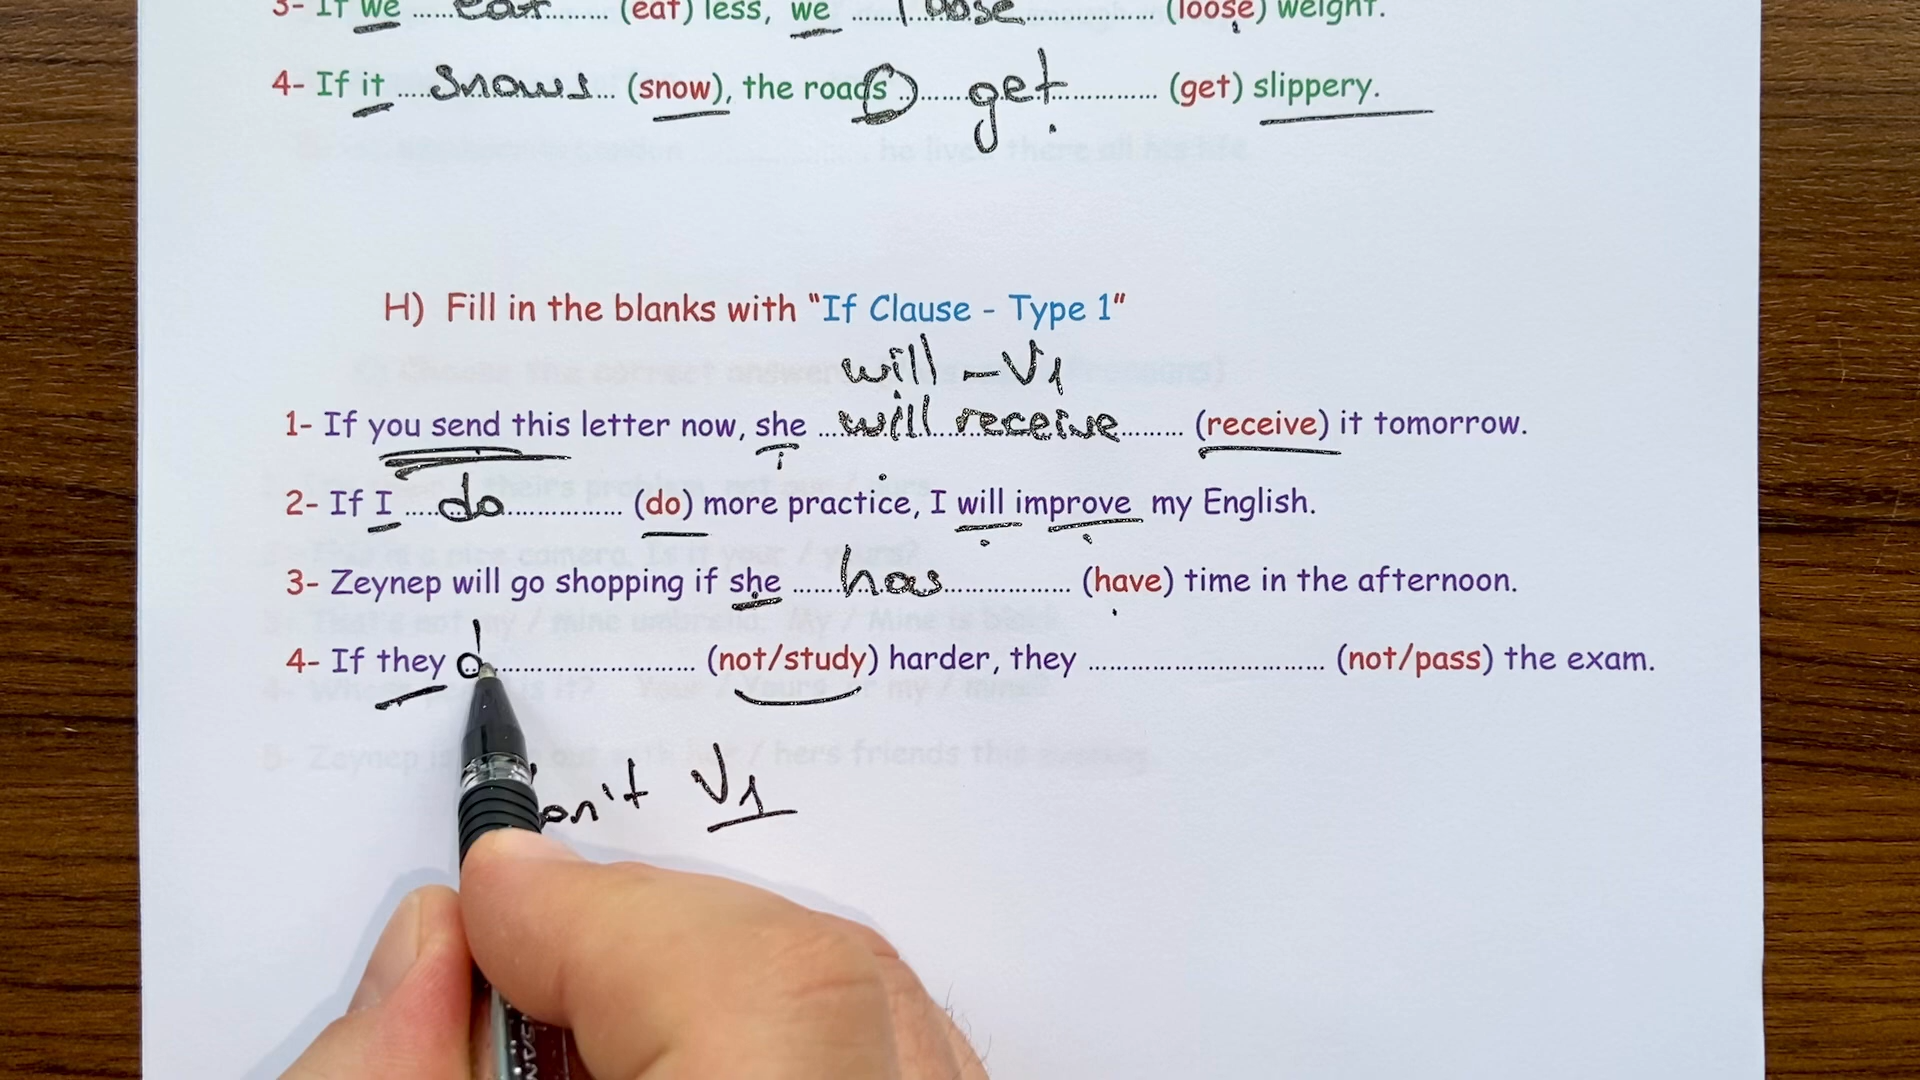 3- If we ......eat............ (eat) less, we .......loose................ (loose) weight.
4- If it .....snows... (snow), the roads ........get............... (get) slippery.
H) Fill in the blanks with "If Clause - Type 1"
will - V1
1- If you send this letter now, she ...will receive........ (receive) it tomorrow.
2- If I .....do............... (do) more practice, I will improve my English.
3- Zeynep will go shopping if she ......has................ (have) time in the afternoon.
4- If they d........................... (not/study) harder, they ................................ (not/pass) the exam.
on't V1